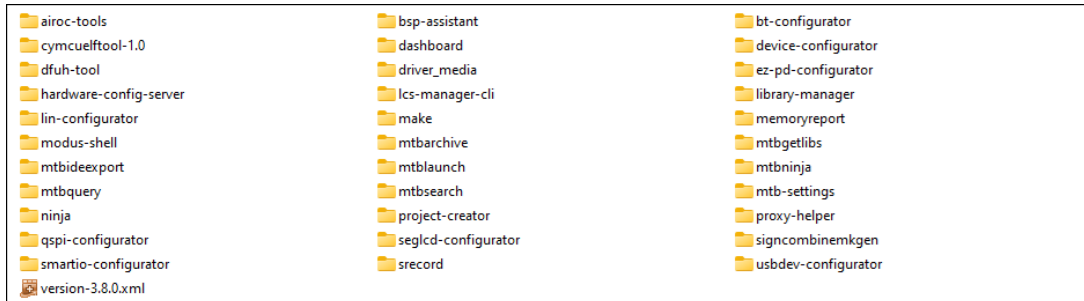 airoc-tools
bsp-assistant
bt-configurator
cymcuelftool-1.0
dashboard
device-configurator
dfuh-tool
driver_media
ez-pd-configurator
hardware-config-server
lcs-manager-cli
library-manager
lin-configurator
make
memoryreport
modus-shell
mtbarchive
mtbgetlibs
mtbideexport
mtblaunch
mtbninja
mtbquery
mtbsearch
mtb-settings
ninja
project-creator
proxy-helper
qspi-configurator
seglcd-configurator
signcombinemkgen
smartio-configurator
srecord
usbdev-configurator
version-3.8.0.xml